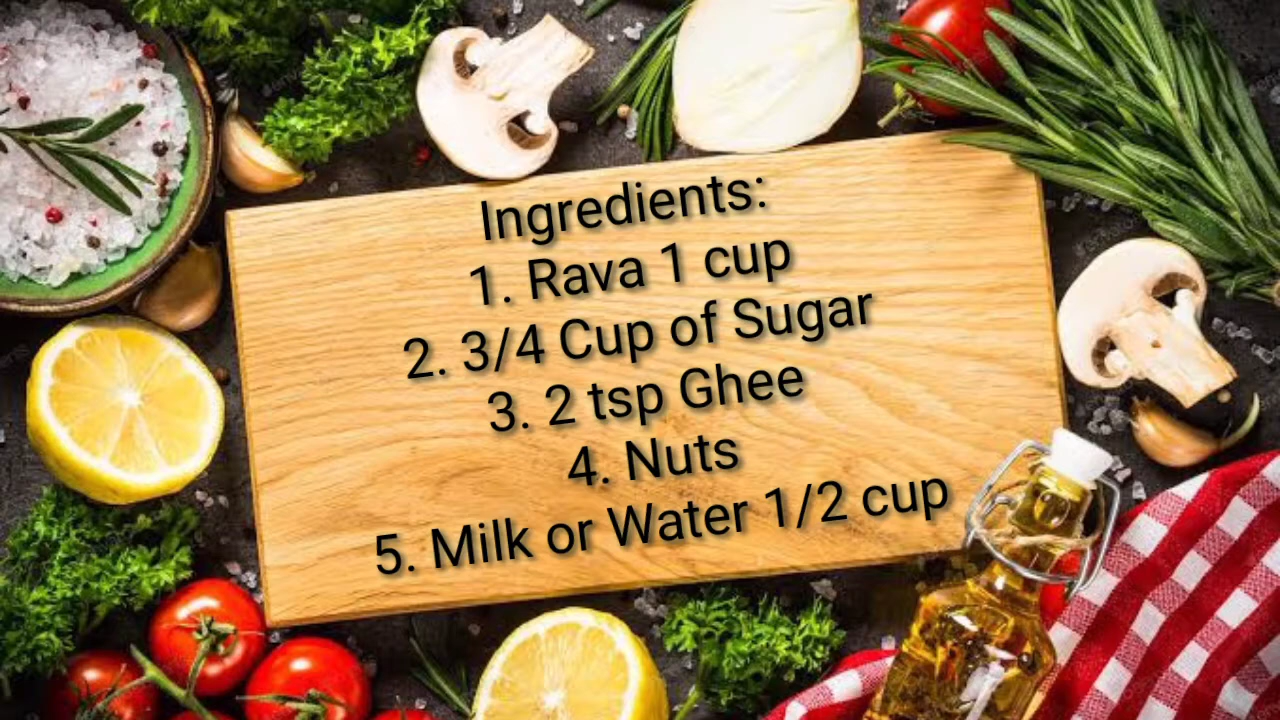 Ingredients:
1. Rava 1 cup
2. 3/4 Cup of Sugar
3. 2 tsp Ghee
4. Nuts
5. Milk or Water 1/2 cup